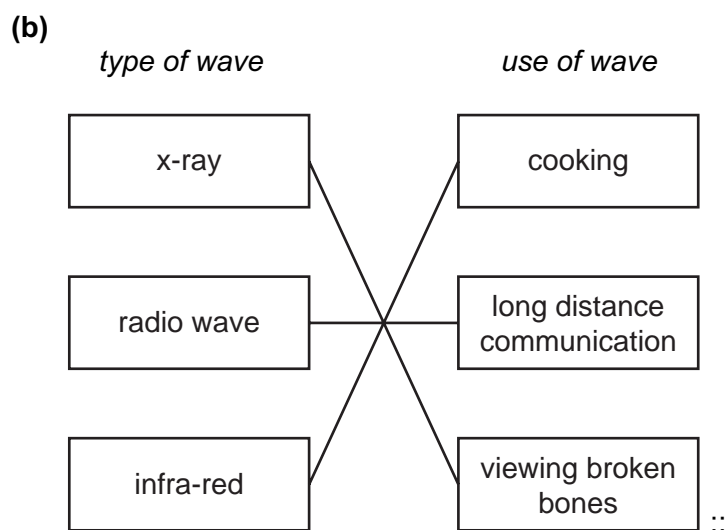 (b)
type of wave
use of wave
x-ray
cooking
radio wave
long distance
communication
infra-red
viewing broken
bones
..